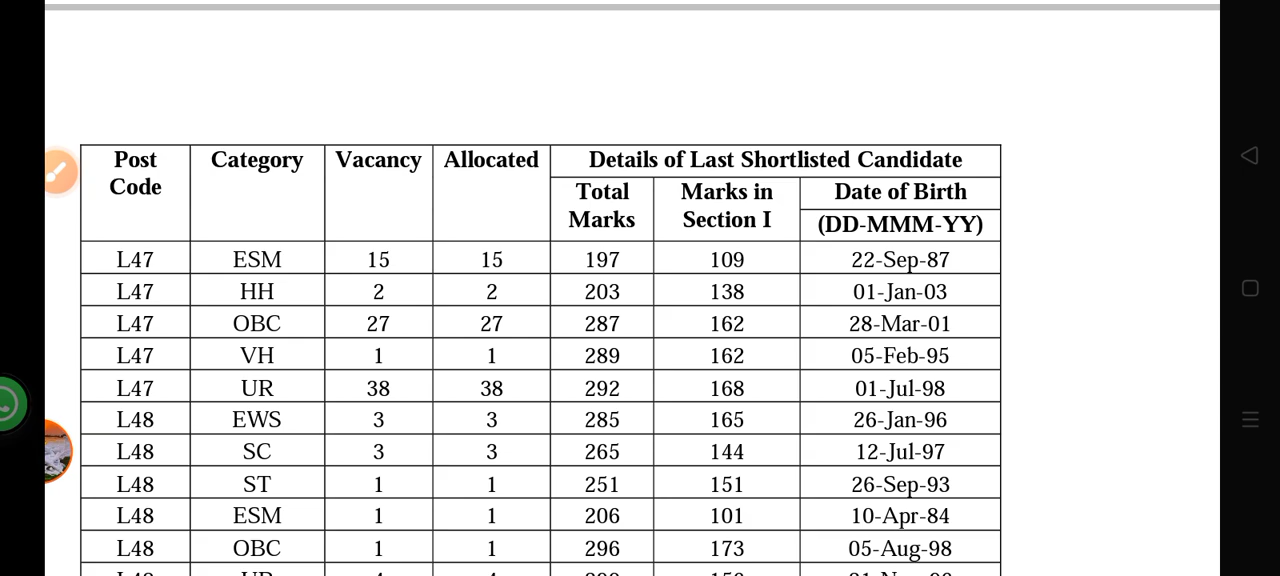 Post Code Category Vacancy Allocated Details of Last Shortlisted Candidate
Total Marks Marks in Section I Date of Birth
(DD-MMM-YY)
L47 ESM 15 15 197 109 22-Sep-87
L47 HH 2 2 203 138 01-Jan-03
L47 OBC 27 27 287 162 28-Mar-01
L47 VH 1 1 289 162 05-Feb-95
L47 UR 38 38 292 168 01-Jul-98
L48 EWS 3 3 285 165 26-Jan-96
L48 SC 3 3 265 144 12-Jul-97
L48 ST 1 1 251 151 26-Sep-93
L48 ESM 1 1 206 101 10-Apr-84
L48 OBC 1 1 296 173 05-Aug-98